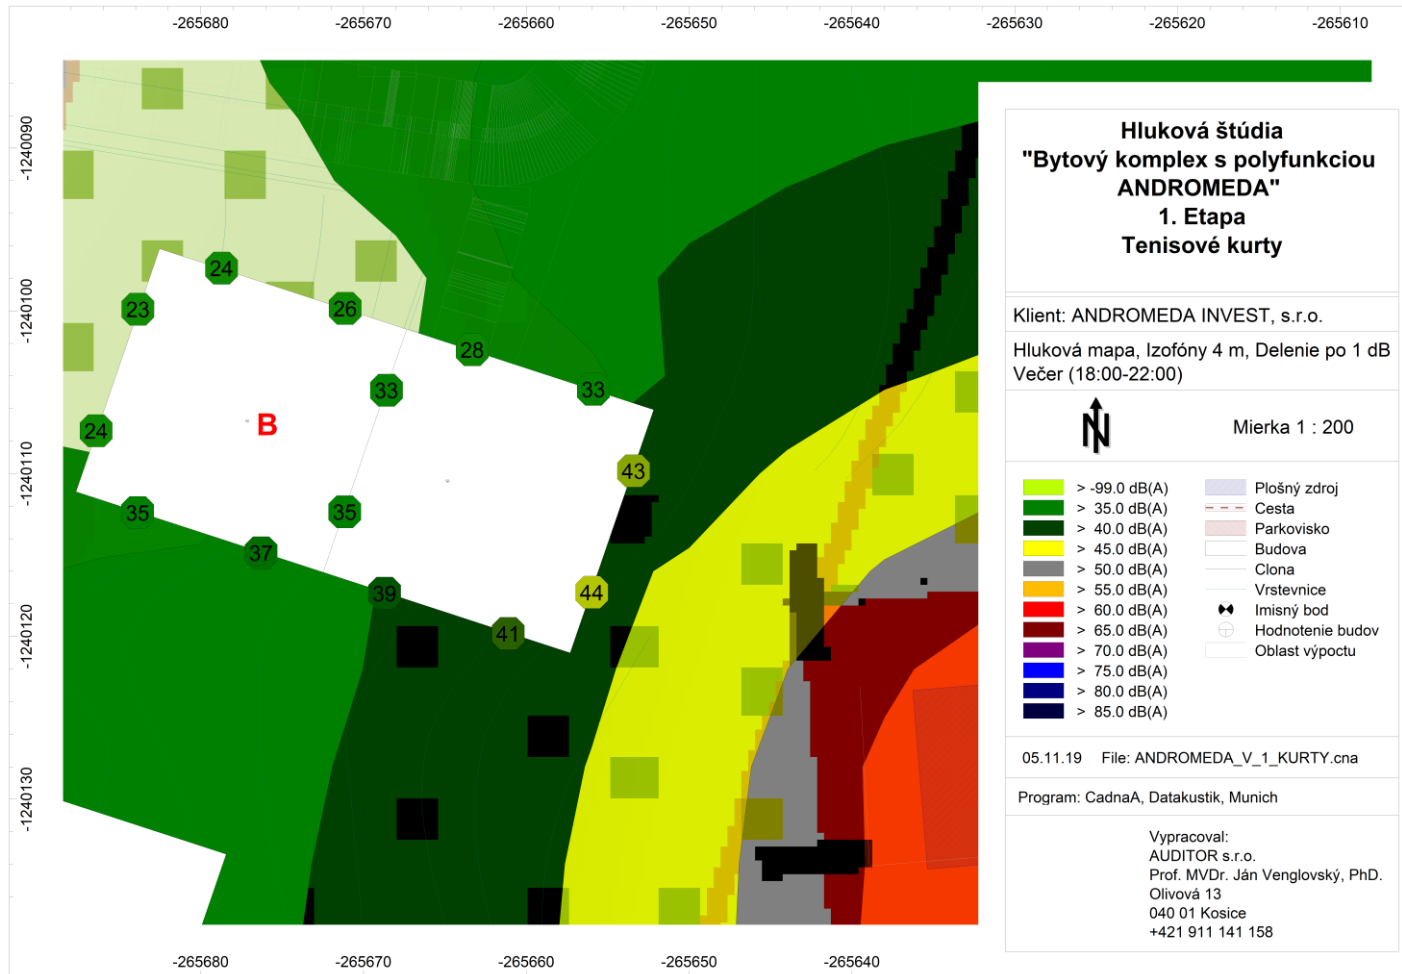 -265680 -265670 -265660 -265650 -265640 -265630 -265620 -265610
-1240090
-1240100
-1240110
-1240120
-1240130
24
23
26
28
33
33
24
B
43
35
35
37
39
44
41
-265680 -265670 -265660 -265650 -265640
Hluková štúdia
"Bytový komplex s polyfunkciou
ANDROMEDA"
1. Etapa
Tenisové kurty
Klient: ANDROMEDA INVEST, s.r.o.
Hluková mapa, Izofóny 4 m, Delenie po 1 dB
Večer (18:00-22:00)
N
Mierka 1 : 200
> -99.0 dB(A)
> 35.0 dB(A)
> 40.0 dB(A)
> 45.0 dB(A)
> 50.0 dB(A)
> 55.0 dB(A)
> 60.0 dB(A)
> 65.0 dB(A)
> 70.0 dB(A)
> 75.0 dB(A)
> 80.0 dB(A)
> 85.0 dB(A)
Plošný zdroj
Cesta
Parkovisko
Budova
Clona
Vrstevnice
Imisný bod
Hodnotenie budov
Oblast výpoctu
05.11.19 File: ANDROMEDA_V_1_KURTY.cna
Program: CadnaA, Datakustik, Munich
Vypracoval:
AUDITOR s.r.o.
Prof. MVDr. Ján Venglovský, PhD.
Olivová 13
040 01 Kosice
+421 911 141 158